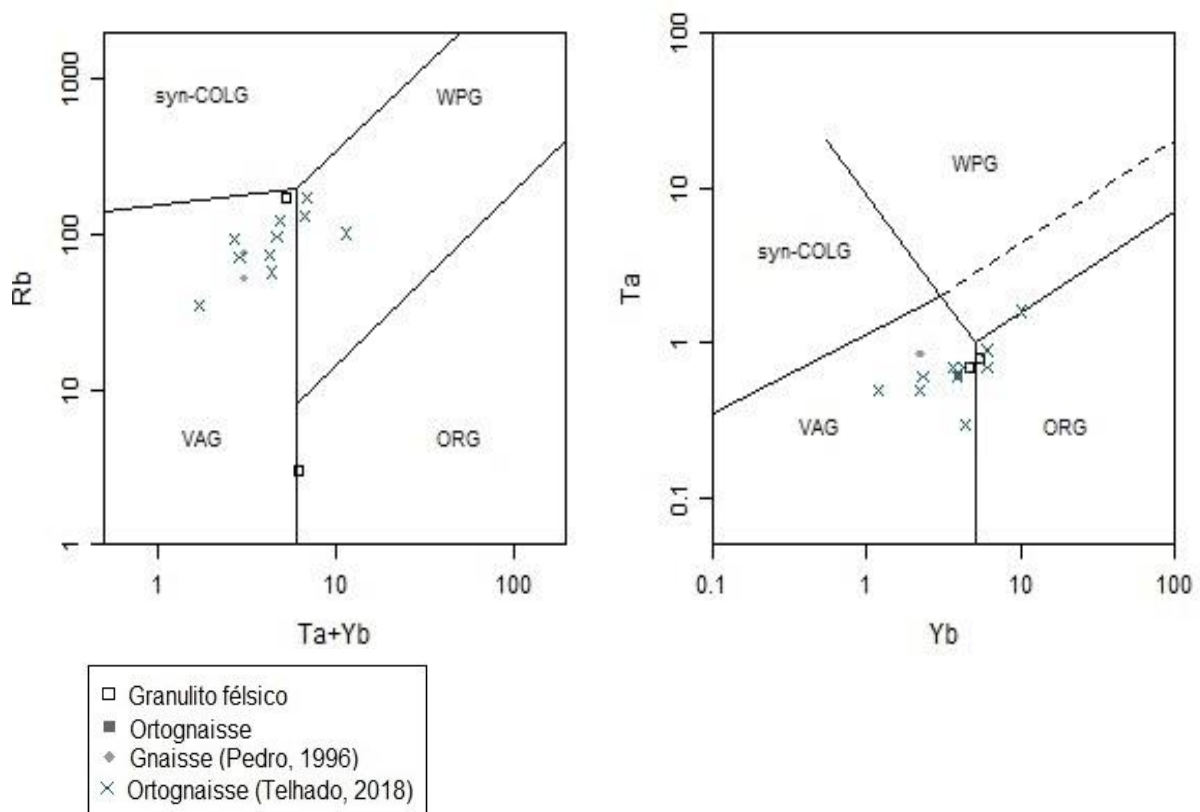 syn-COLG
WPG
VAG
ORG
1000
100
10
1
Rb
1
10
100
Ta+Yb
WPG
syn-COLG
VAG
ORG
100
10
1
0.1
Ta
0.1
1
10
100
Yb
Granulito félsico
Ortognaisse
Gnaisse (Pedro, 1996)
Ortognaisse (Telhado, 2018)